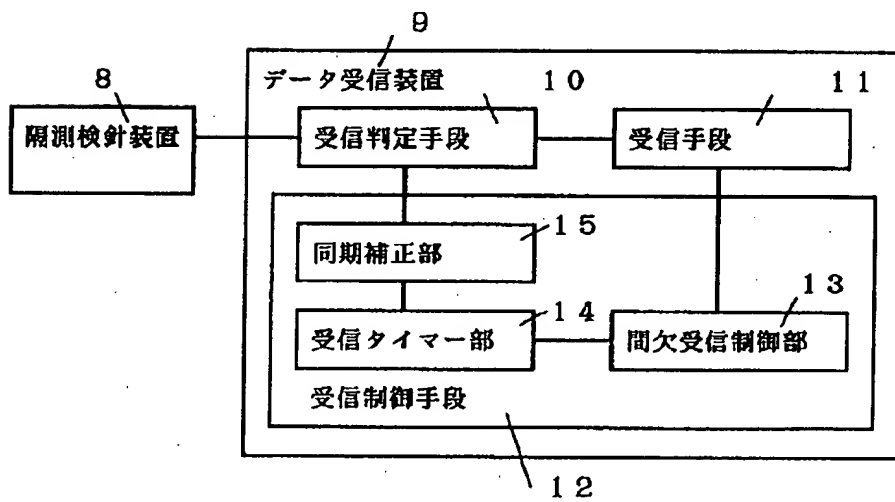 9
データ受信装置
8
10
11
隔測検針装置
受信判定手段
受信手段
15
同期補正部
14
13
受信タイマー部
間欠受信制御部
受信制御手段
12